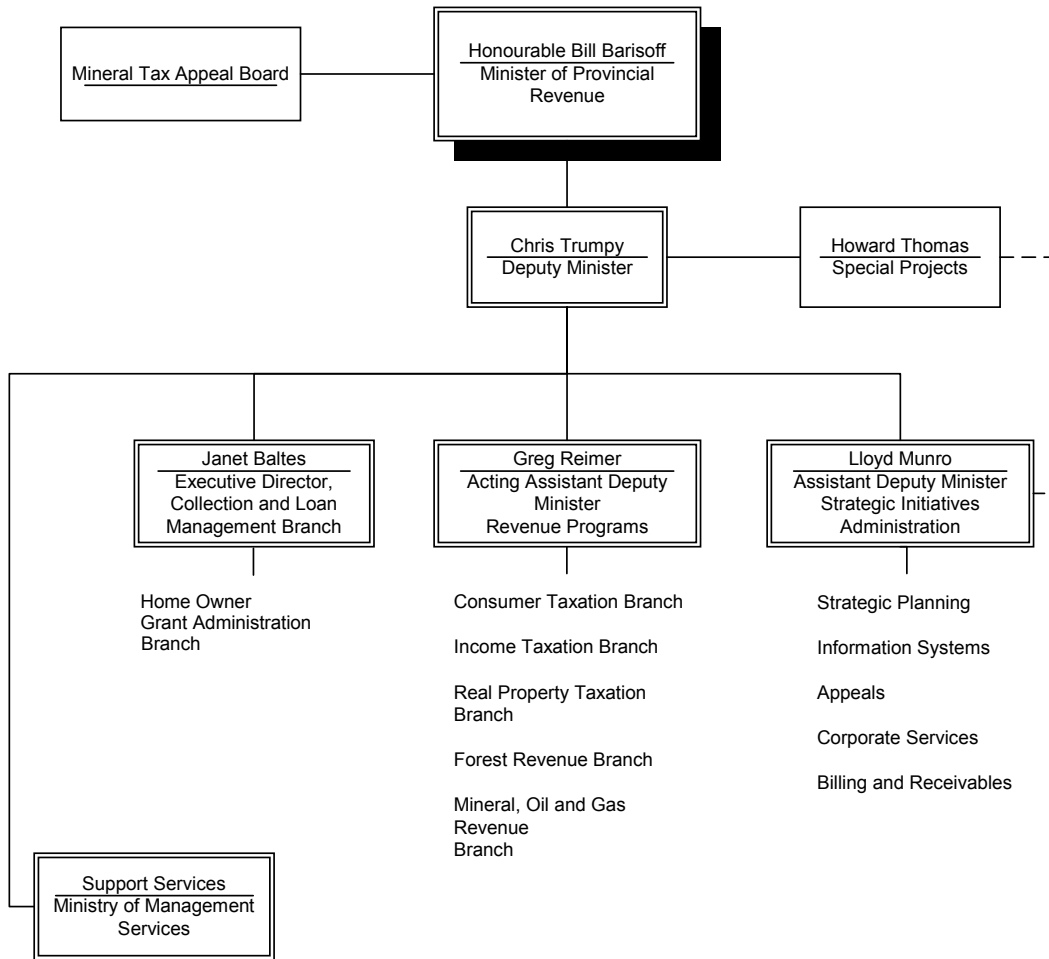 Mineral Tax Appeal Board
Honourable Bill Barisoff
Minister of Provincial
Revenue
Chris Trumpy
Deputy Minister
Howard Thomas
Special Projects
Janet Baltes
Executive Director,
Collection and Loan
Management Branch
Greg Reimer
Acting Assistant Deputy
Minister
Revenue Programs
Lloyd Munro
Assistant Deputy Minister
Strategic Initiatives
Administration
Home Owner
Grant Administration
Branch
Consumer Taxation Branch
Income Taxation Branch
Real Property Taxation
Branch
Forest Revenue Branch
Mineral, Oil and Gas
Revenue
Branch
Strategic Planning
Information Systems
Appeals
Corporate Services
Billing and Receivables
Support Services
Ministry of Management
Services